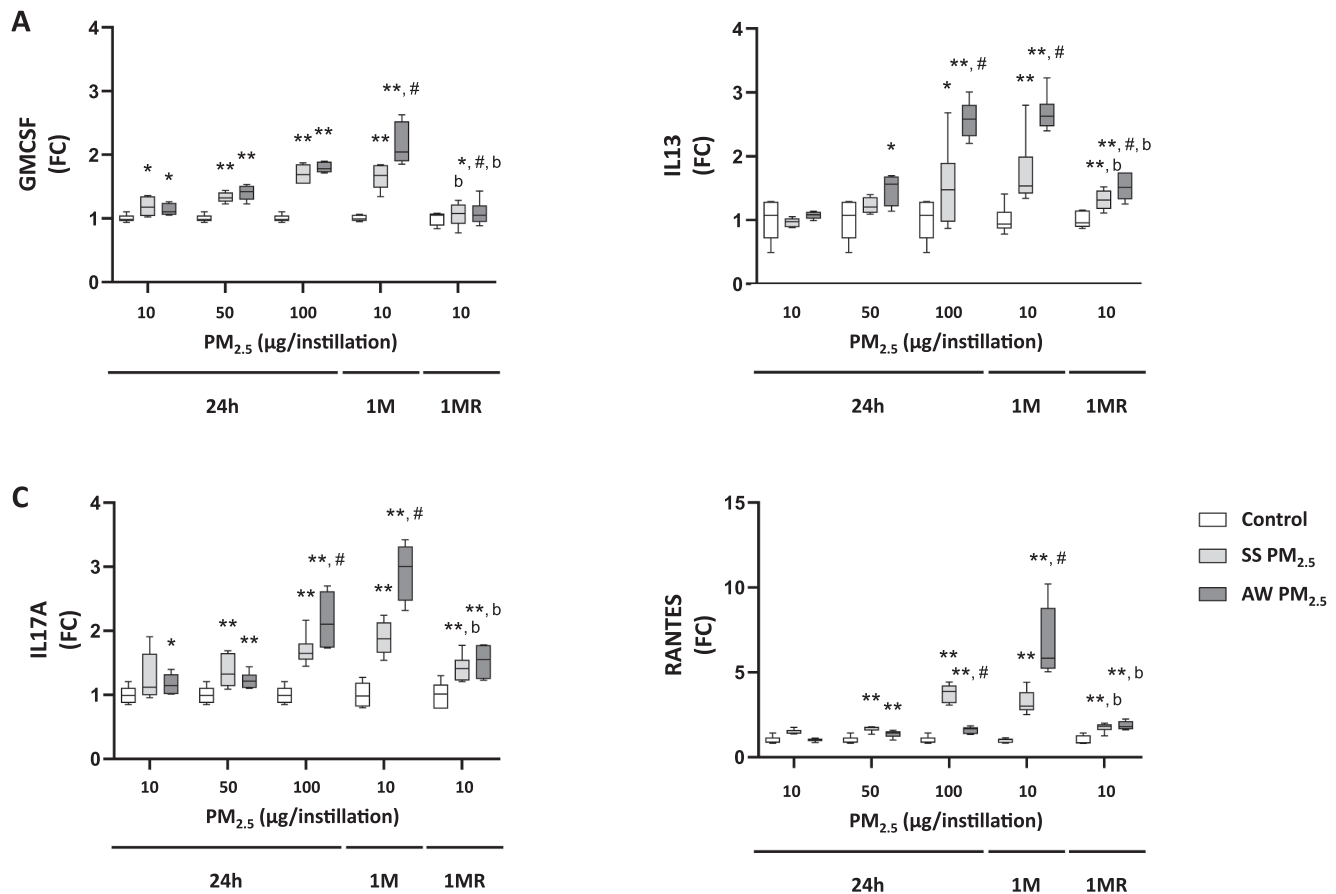 A
GMCSF
(FC)
4
3
2
1
0
*
*
**
**
**
**
**
**, #
b
*, #, b
10 50 100 10 10
PM2.5 (µg/instillation)
24h 1M 1MR
IL13
(FC)
4
3
2
1
0
*
*
**, #
**
**, #
**, b
**, #, b
10 50 100 10 10
PM2.5 (µg/instillation)
24h 1M 1MR
C
IL17A
(FC)
4
3
2
1
0
*
**
**
**
**, #
**
**, #
**, b
**, b
10 50 100 10 10
PM2.5 (µg/instillation)
24h 1M 1MR
RANTES
(FC)
15
10
5
0
**
**
**
**, #
**
**, #
**, b
**, b
10 50 100 10 10
PM2.5 (µg/instillation)
24h 1M 1MR
Control
SS PM2.5
AW PM2.5